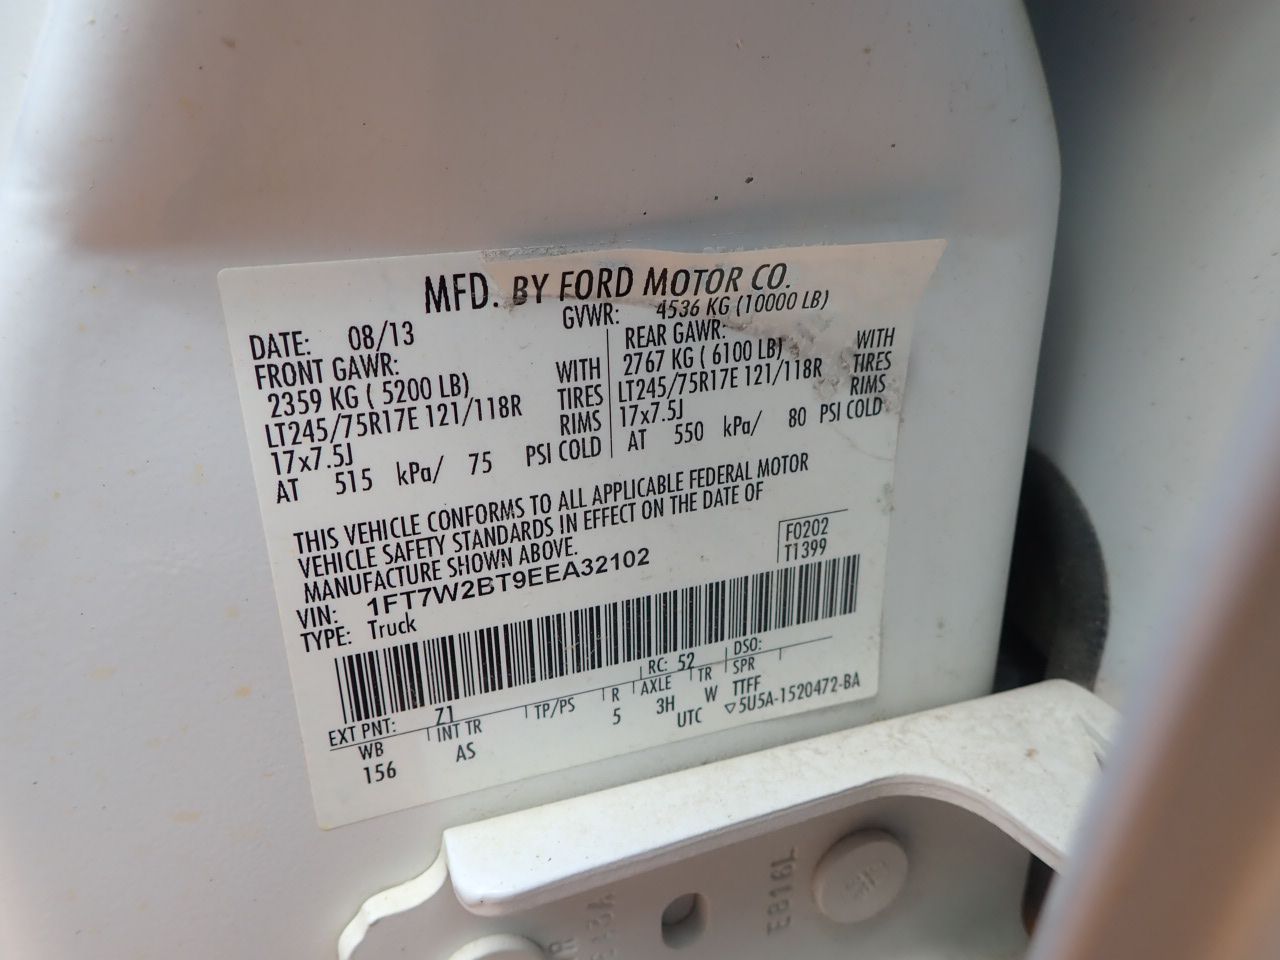 MFD. BY FORD MOTOR CO.
DATE: 08/13 GVWR: 4536 KG (10000 LB)
FRONT GAWR:
2359 KG ( 5200 LB) WITH
LT245/75R17E 121/118R TIRES
17x7.5J RIMS
AT 515 kPa/ 75 PSI COLD
REAR GAWR:
2767 KG ( 6100 LB) WITH
LT245/75R17E 121/118R TIRES
17x7.5J RIMS
AT 550 kPa/ 80 PSI COLD
THIS VEHICLE CONFORMS TO ALL APPLICABLE FEDERAL MOTOR
VEHICLE SAFETY STANDARDS IN EFFECT ON THE DATE OF
MANUFACTURE SHOWN ABOVE.
F0202
T1399
VIN: 1FT7W2BT9EEA32102
TYPE: Truck
EXT PNT: Z1 RC: 52 DSO:
WB INT TR TP/PS R AXLE TR SPR
156 AS 5 3H W TTFF
UTC ▽5U5A-1520472-BA
E816L